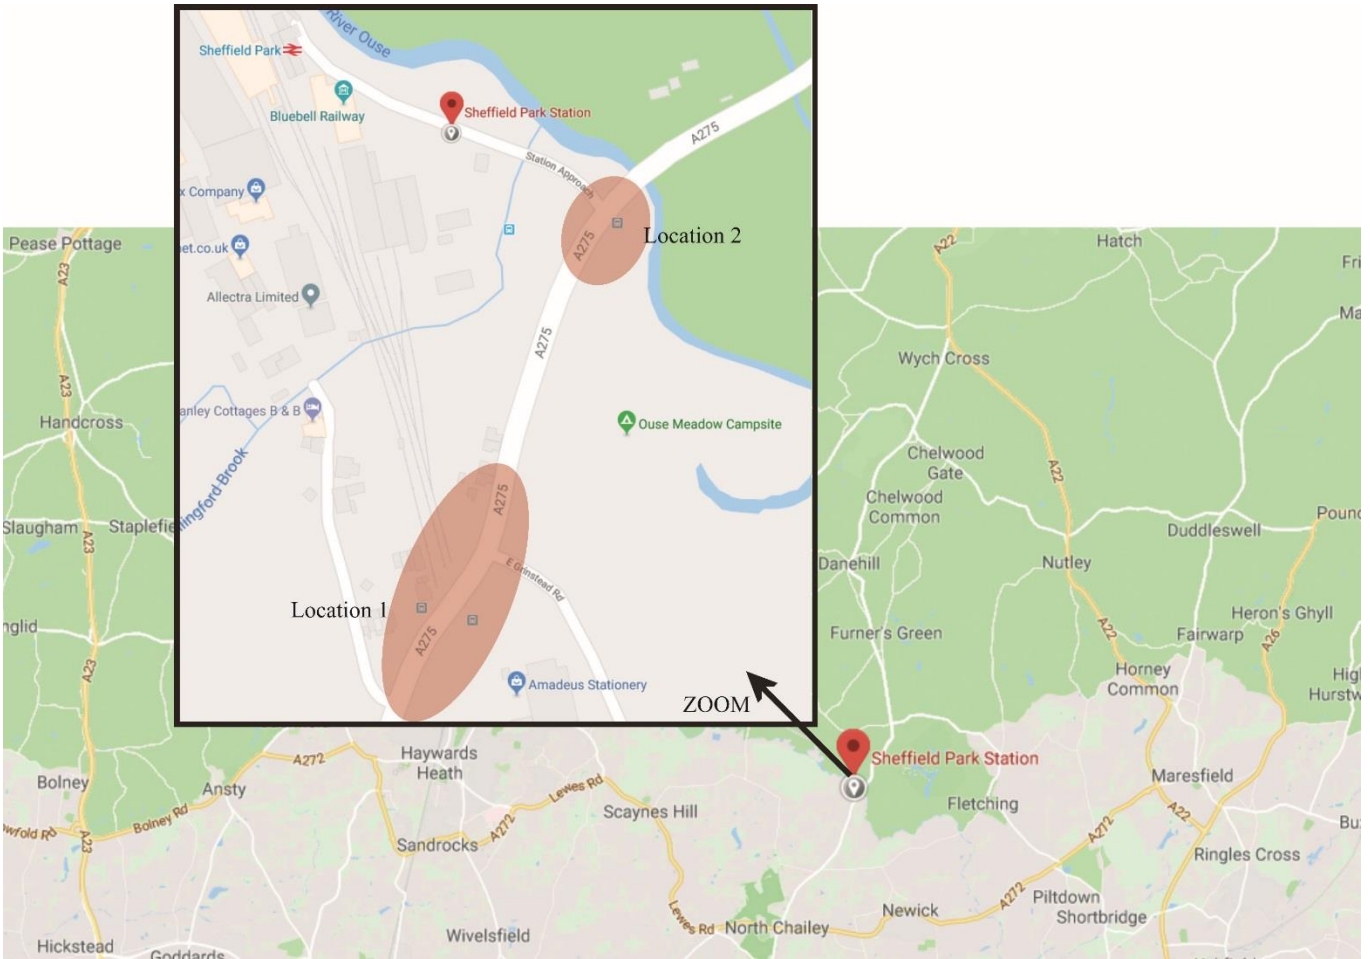 River Ouse
Sheffield Park
Bluebell Railway
Sheffield Park Station
Station Approach
A275
x Company
et.co.uk
Allectra Limited
A275
Location 2
A275
anley Cottages B & B
Ouse Meadow Campsite
lingford Brook
A275
E Grinstead Rd
Location 1
A275
Amadeus Stationery
ZOOM
Pease Pottage
A23
A23
Handcross
Slaugham
Staplefie
A23
nglid
A23
Bolney
A272
Ansty
Haywards
Heath
Bolney Rd
owfold Rd
A23
Sandrocks
A272
Lewes Rd
Scaynes Hill
Lewes Rd
North Chailey
Wivelsfield
Hickstead
Goddards
A22
Hatch
Fri
Ma
Wych Cross
Chelwood
Gate
A22
Chelwood
Common
Duddleswell
Pound
Danehill
Nutley
Heron's Ghyll
Furner's Green
A22
Fairwarp
A26
Horney
Common
High
Hurstw
Sheffield Park Station
Maresfield
Fletching
A22
A272
Bu
Ringles Cross
Piltdown
Shortbridge
A272
Newick